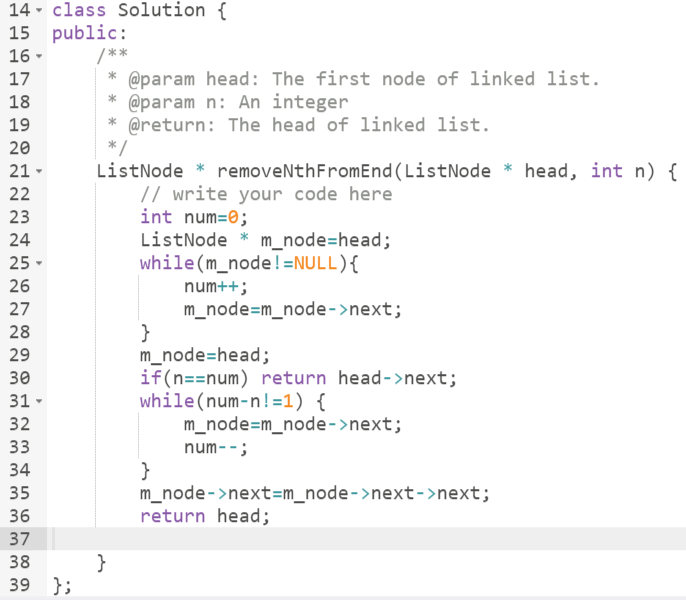 14 class Solution {
15 public:
16     /**
17      * @param head: The first node of linked list.
18      * @param n: An integer
19      * @return: The head of linked list.
20      */
21     ListNode * removeNthFromEnd(ListNode * head, int n) {
22         // write your code here
23         int num=0;
24         ListNode * m_node=head;
25         while(m_node!=NULL){
26             num++;
27             m_node=m_node->next;
28         }
29         m_node=head;
30         if(n==num) return head->next;
31         while(num-n!=1) {
32             m_node=m_node->next;
33             num--;
34         }
35         m_node->next=m_node->next->next;
36         return head;
37
38     }
39 };